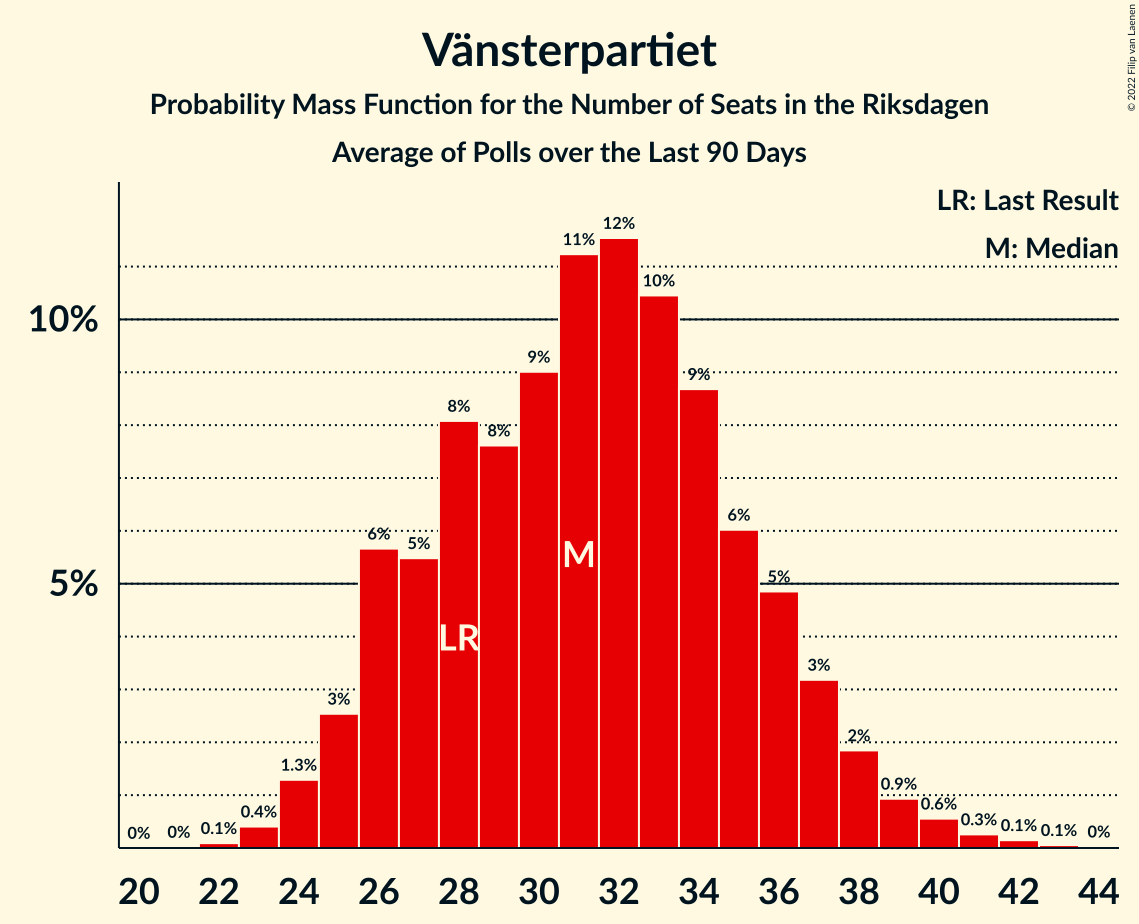 Vänsterpartiet
Probability Mass Function for the Number of Seats in the Riksdagen
Average of Polls over the Last 90 Days
© 2022 Filip van Laenen
LR: Last Result
M: Median
10%
5%
0% 0% 0.1% 0.4% 1.3% 3% 6% 5% 8% 8% 9% 11% 12% 10% 9% 6% 5% 3% 2% 0.9% 0.6% 0.3% 0.1% 0.1% 0%
M
LR
20 22 24 26 28 30 32 34 36 38 40 42 44